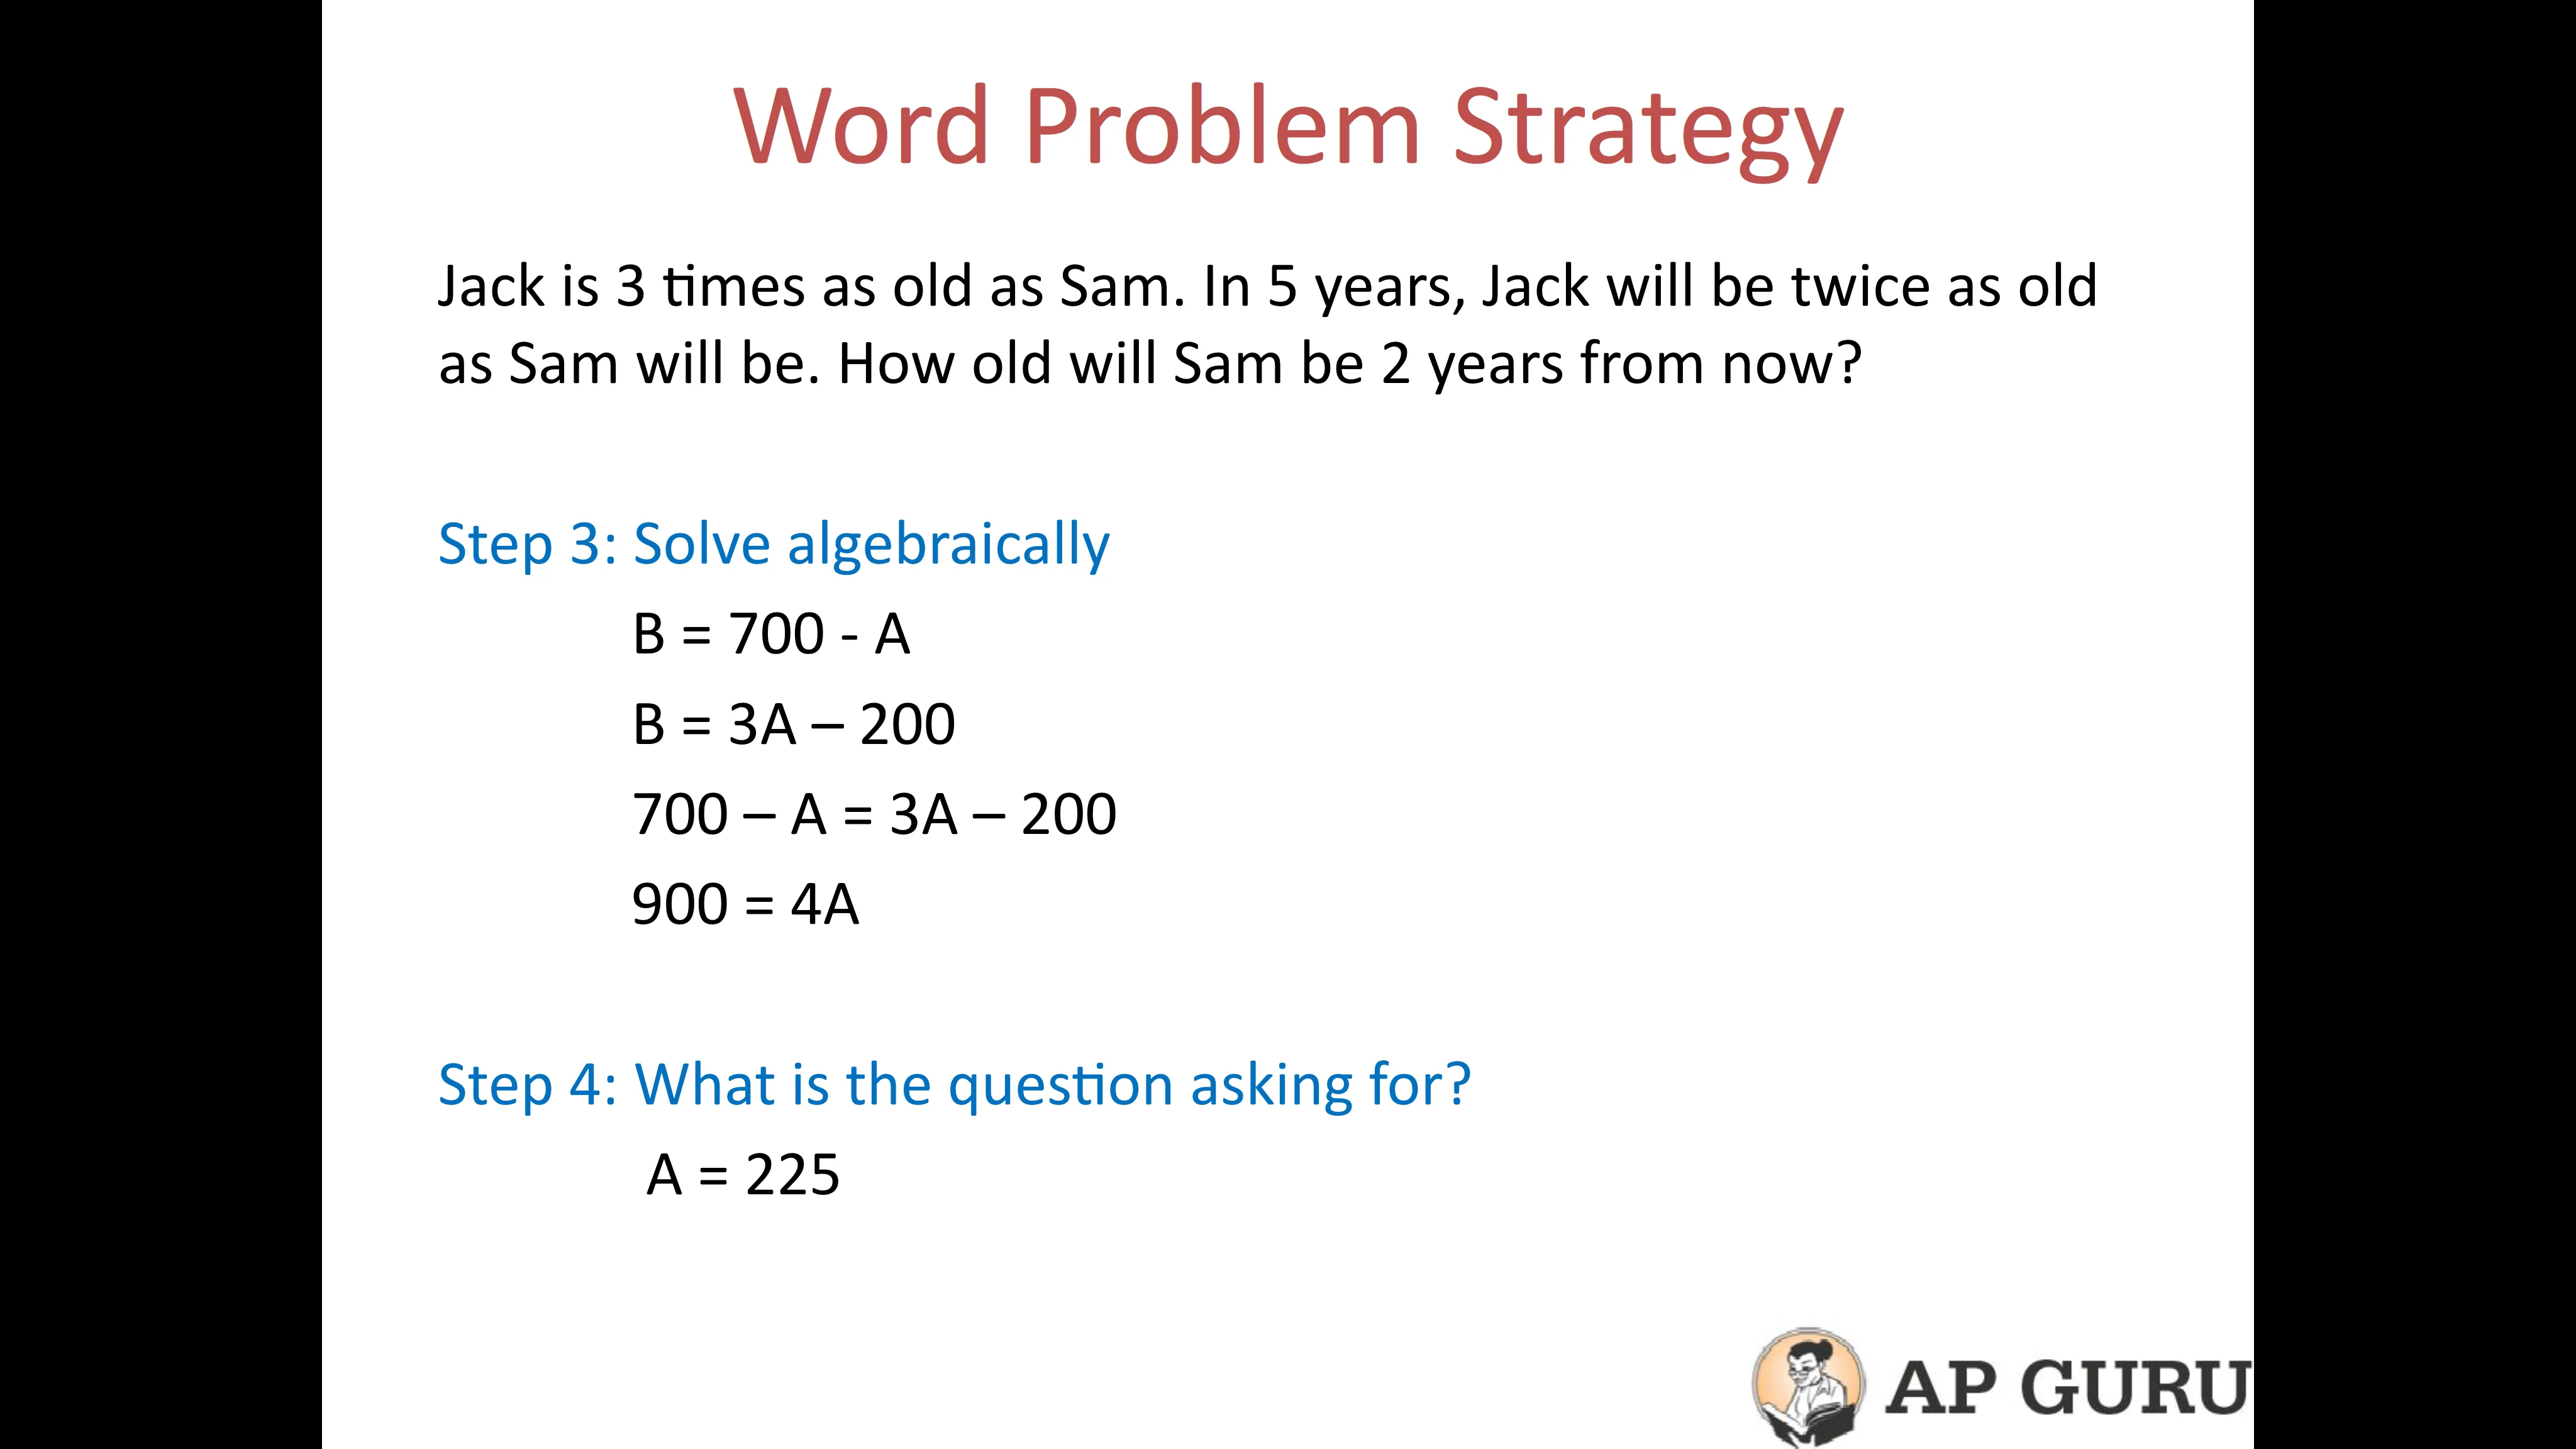 Word Problem Strategy
Jack is 3 times as old as Sam. In 5 years, Jack will be twice as old
as Sam will be. How old will Sam be 2 years from now?
Step 3: Solve algebraically
B = 700 - A
B = 3A – 200
700 – A = 3A – 200
900 = 4A
Step 4: What is the question asking for?
A = 225
AP GURU